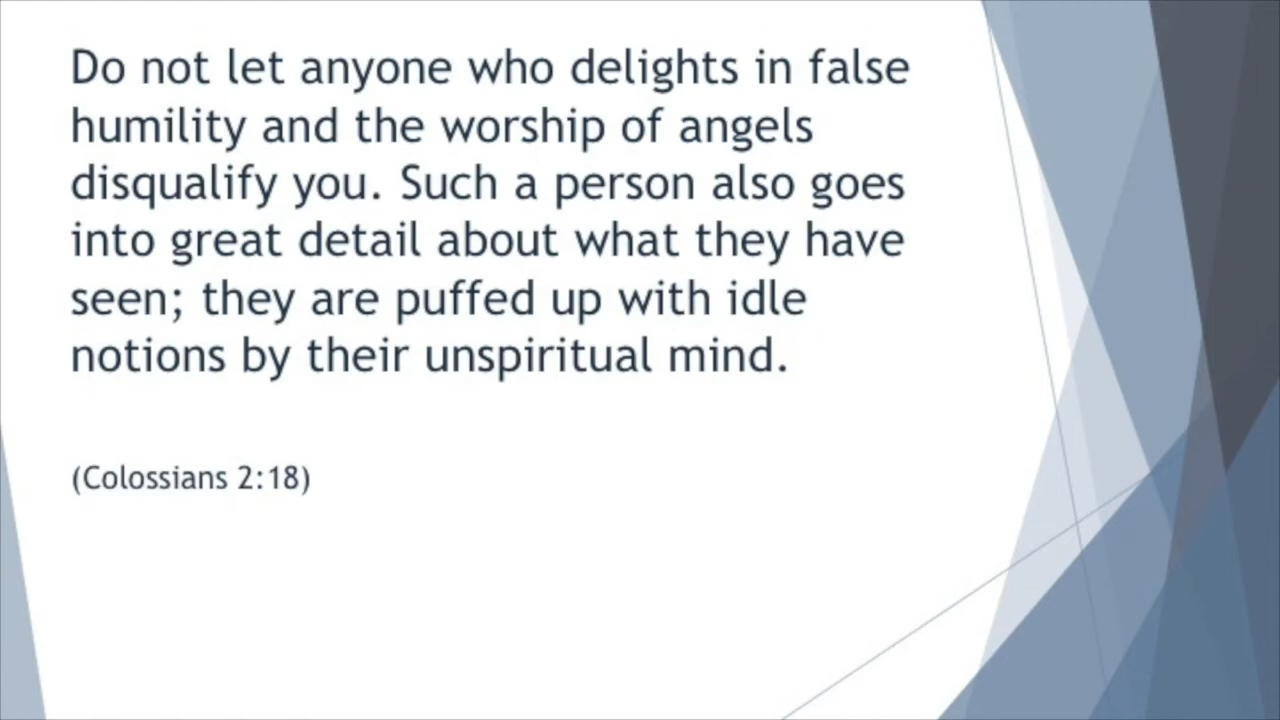 Do not let anyone who delights in false
humility and the worship of angels
disqualify you. Such a person also goes
into great detail about what they have
seen; they are puffed up with idle
notions by their unspiritual mind.
(Colossians 2:18)